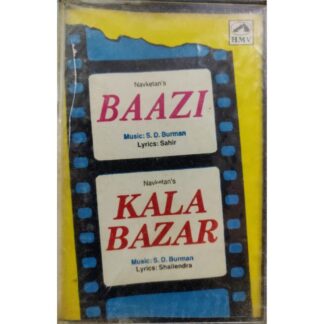 HMV
Navketan's
BAAZI
Music: S. D. Burman
Lyrics: Sahir
Navketan's
KALA
BAZAR
Music: S. D. Burman
Lyrics: Shailendra